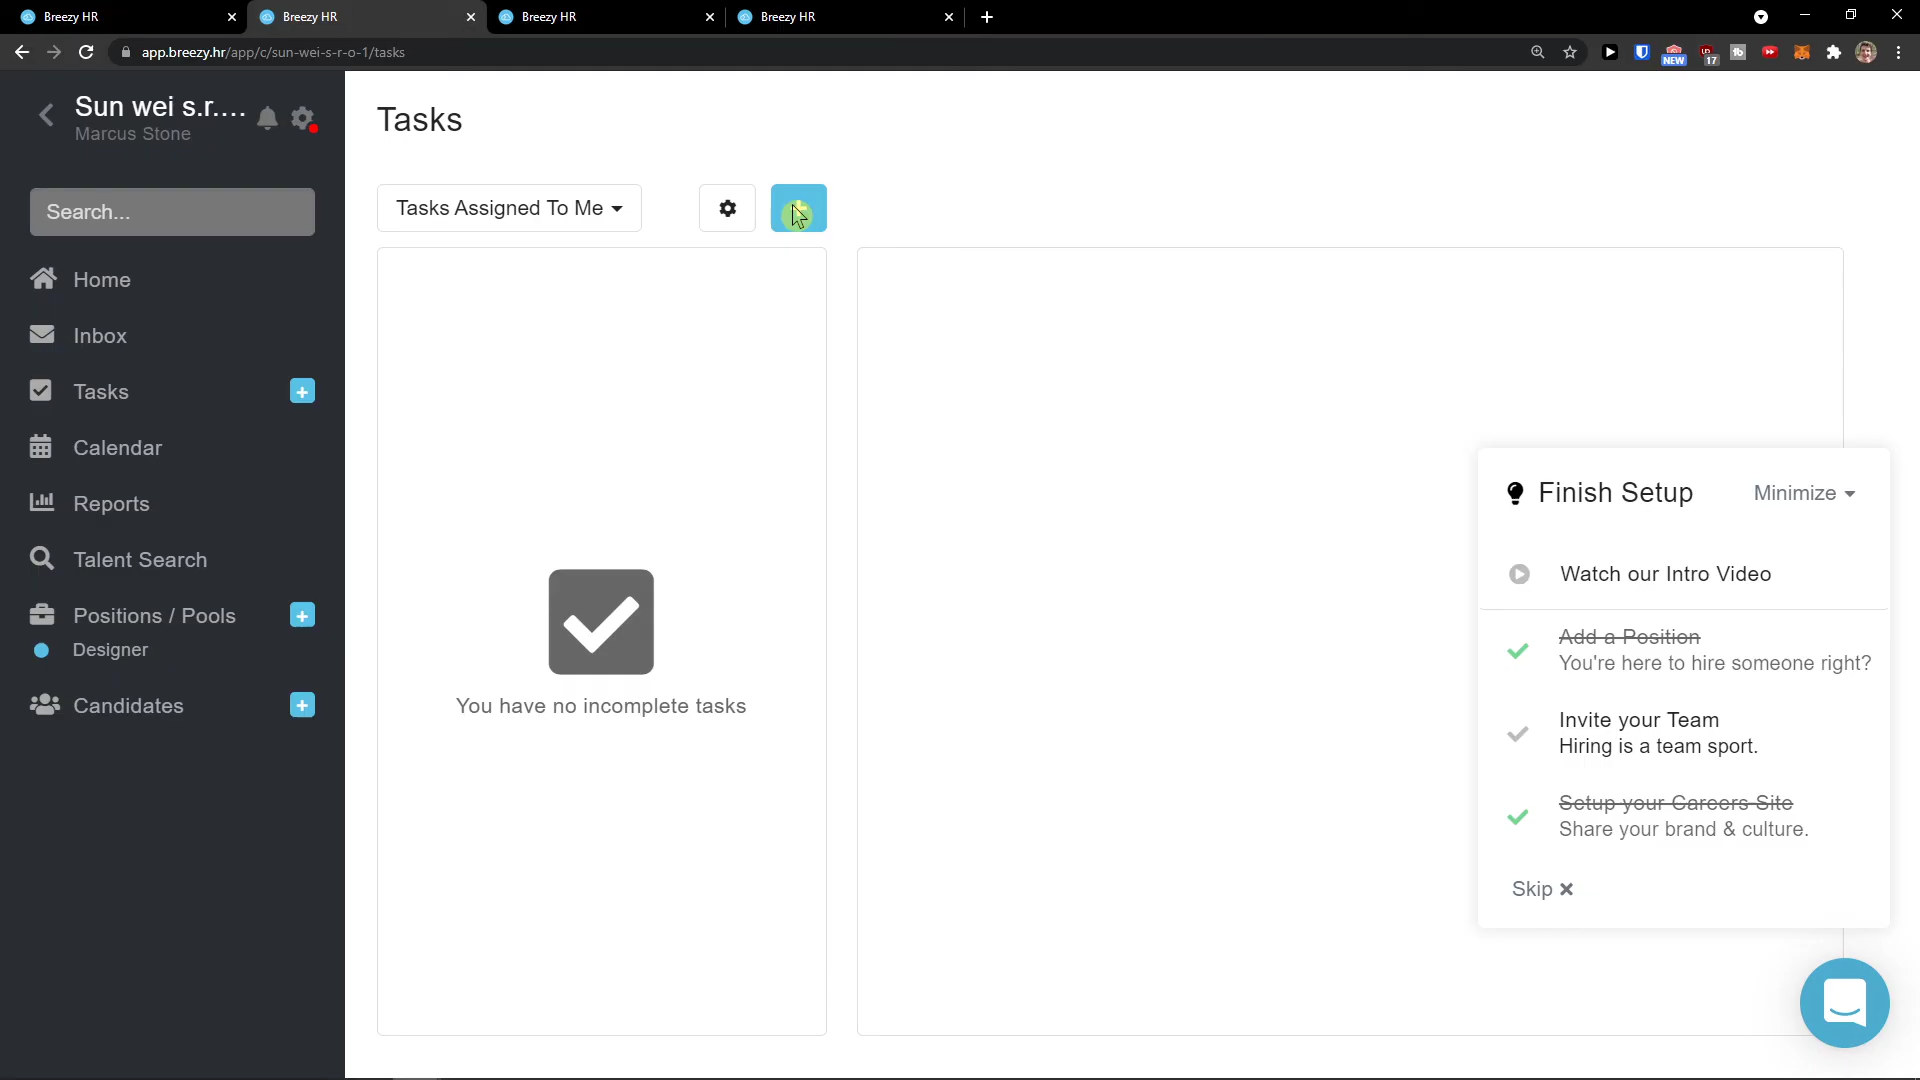 Breezy HR
Breezy HR
Breezy HR
Breezy HR
app.breezy.hr/app/c/sun-wei-s-r-o-1/tasks
NEW
17
Sun wei s.r....
Marcus Stone
Search...
Home
Inbox
Tasks
Calendar
Reports
Talent Search
Positions / Pools
Designer
Candidates
Tasks
Tasks Assigned To Me
You have no incomplete tasks
Finish Setup
Minimize
Watch our Intro Video
Add a Position
You're here to hire someone right?
Invite your Team
Hiring is a team sport.
Setup your Careers Site
Share your brand & culture.
Skip